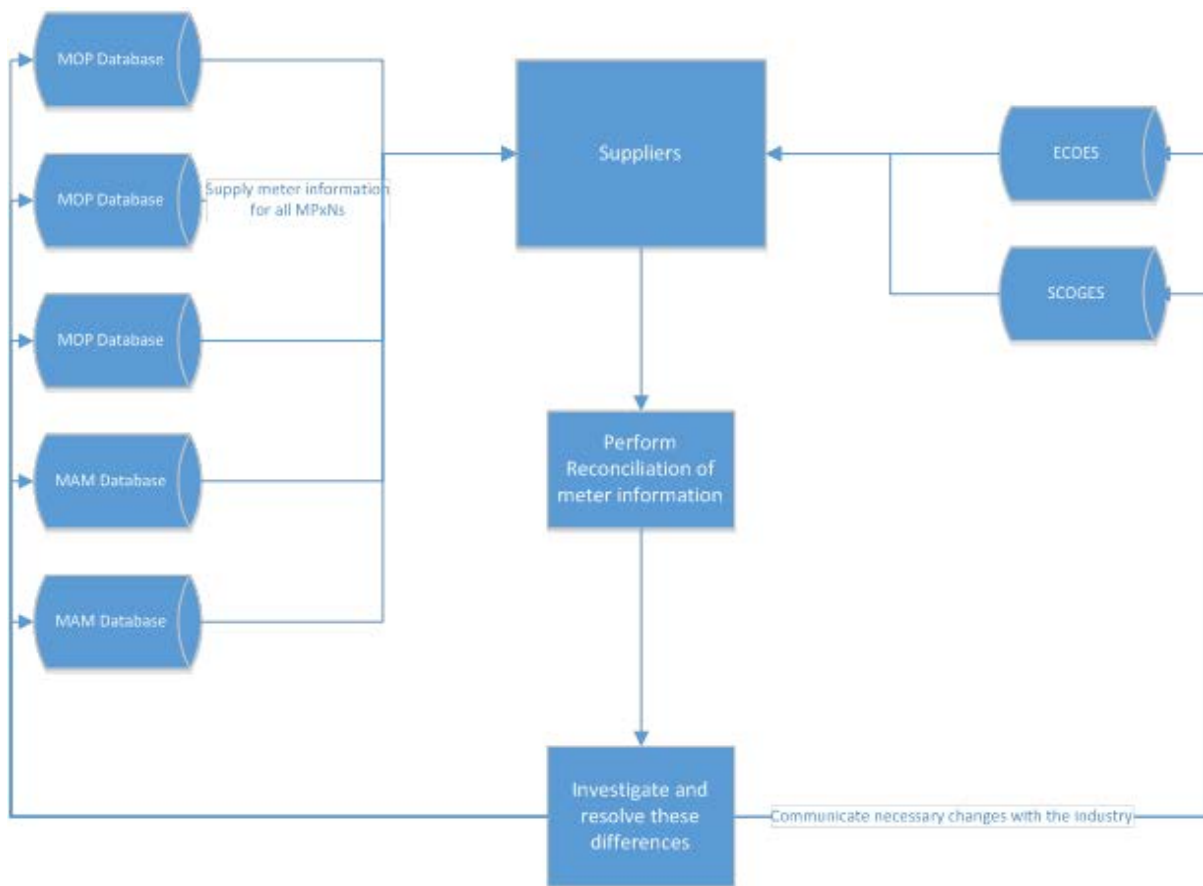 MOP Database
MOP Database
Supply meter information
for all MPxNs
MOP Database
MAM Database
MAM Database
Suppliers
Perform
Reconciliation of
meter information
Investigate and
resolve these
differences
Communicate necessary changes with the industry
ECOES
SCOGES